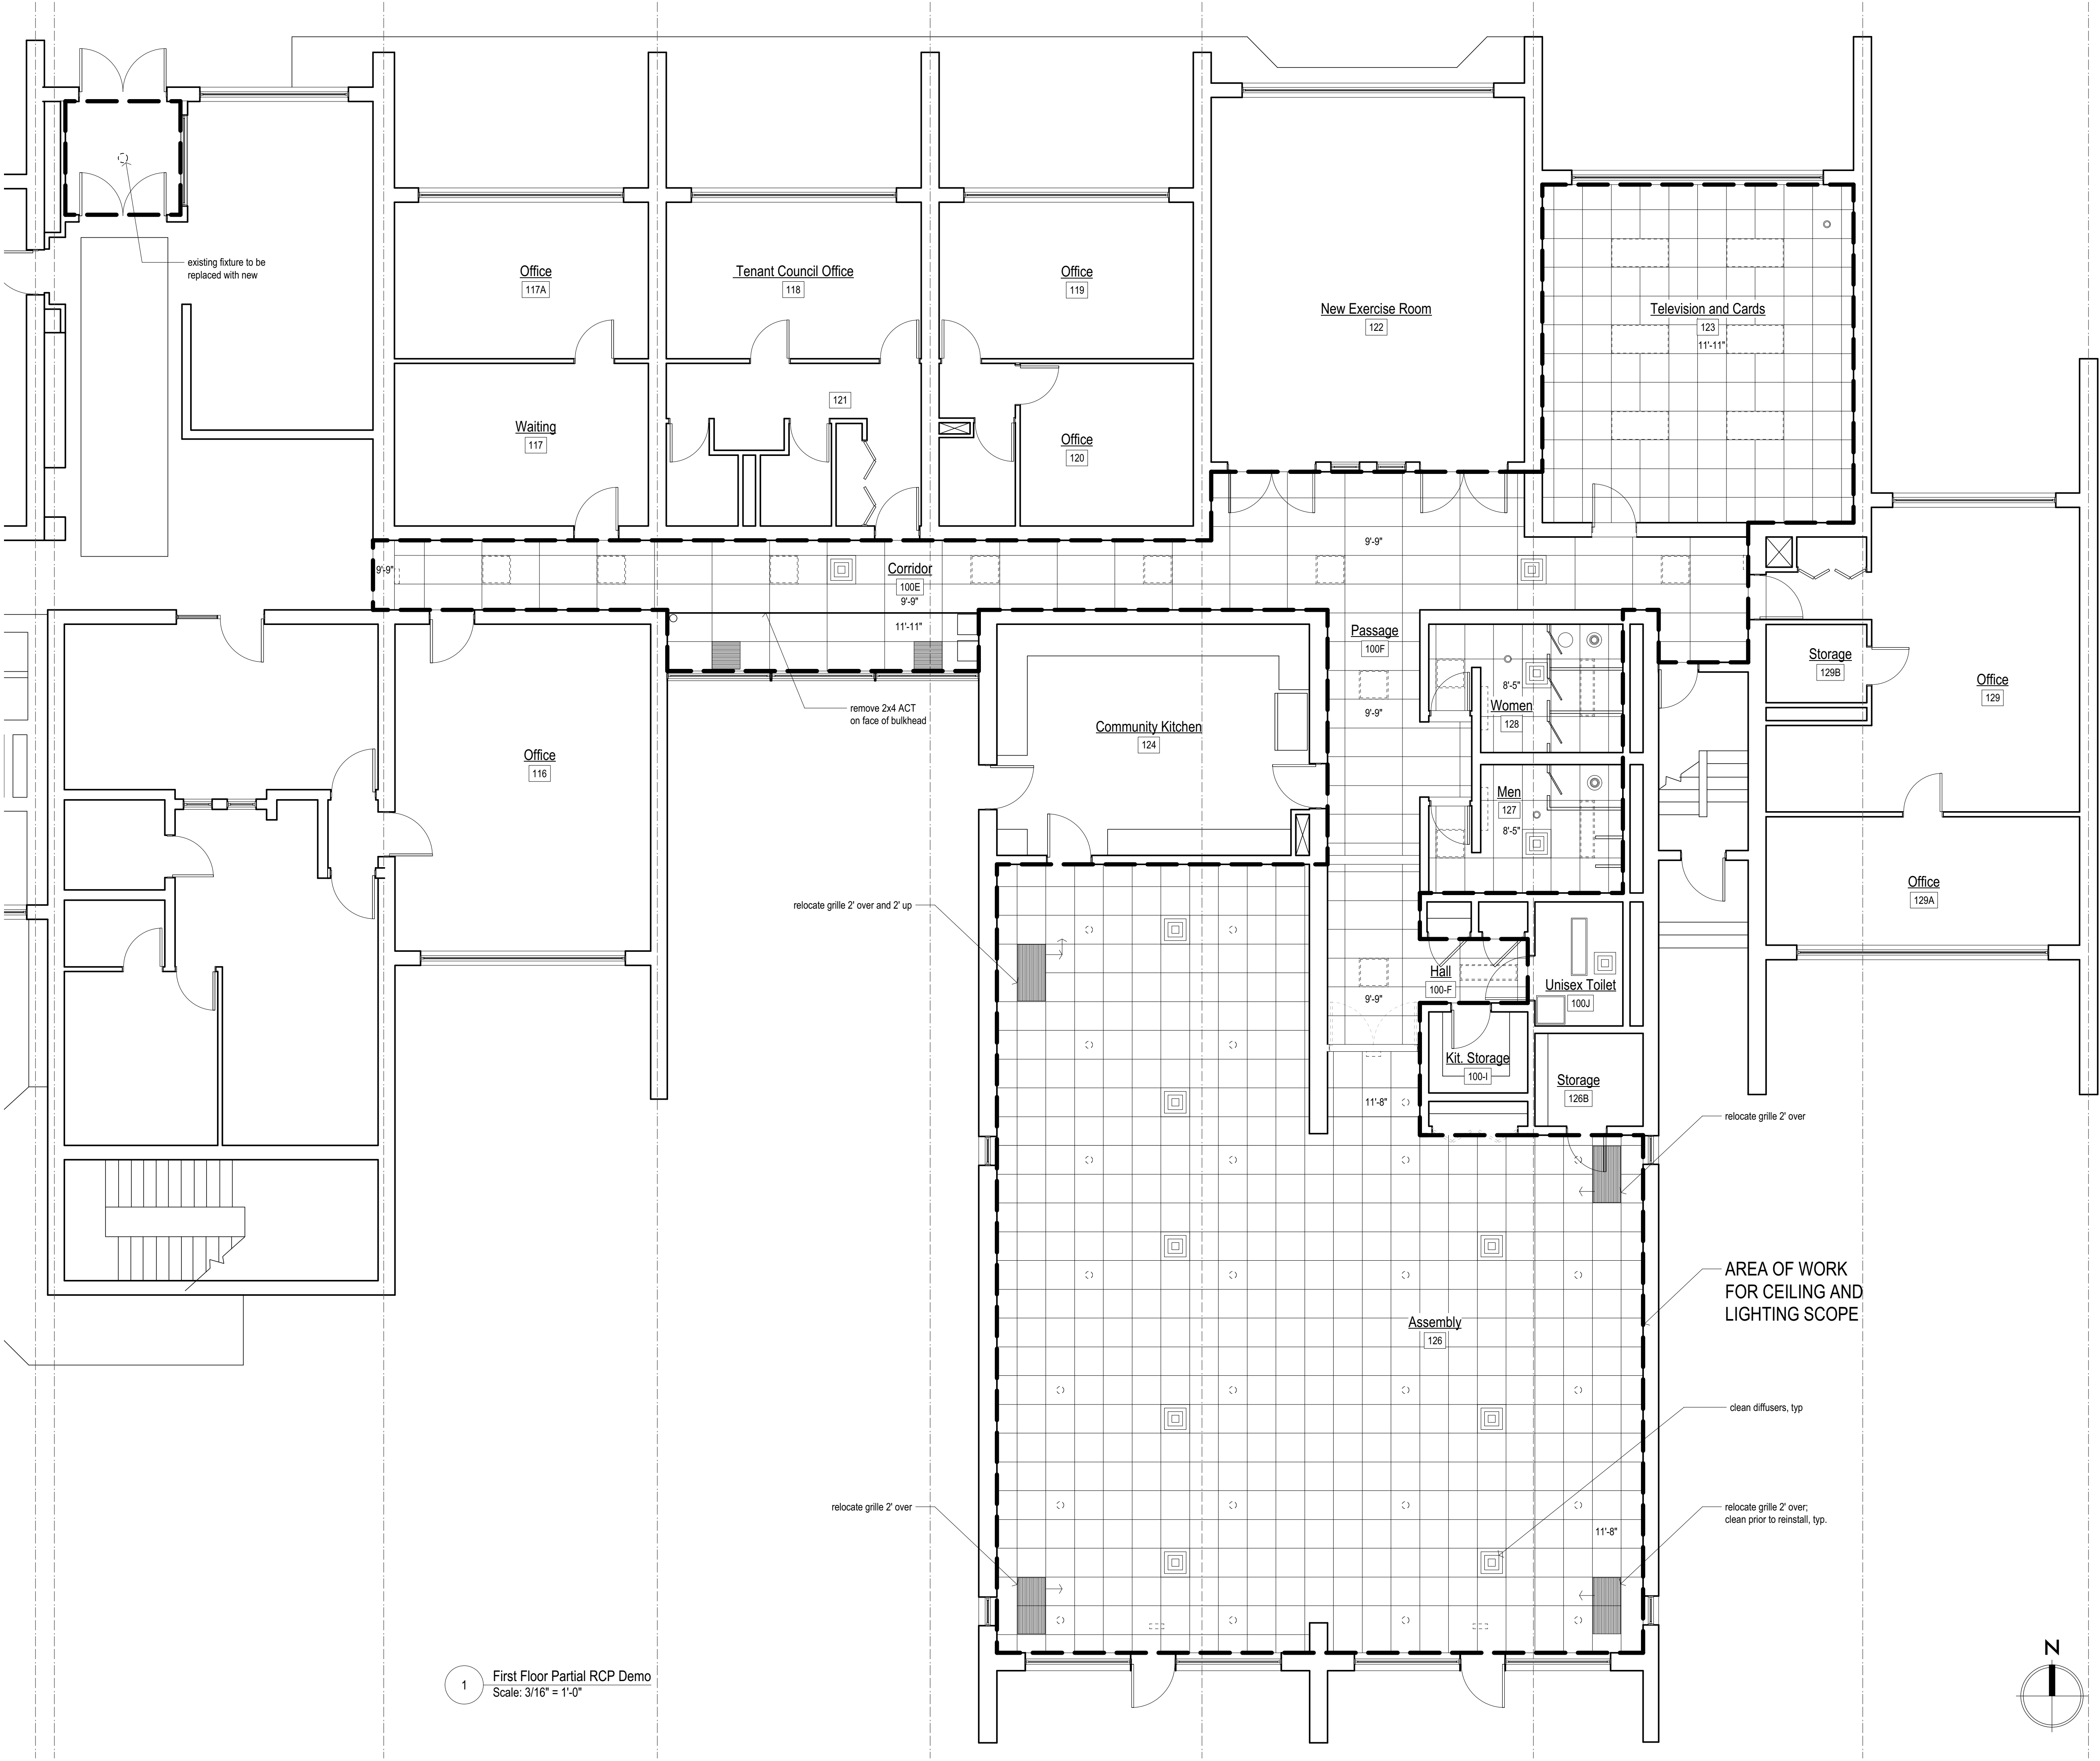 existing fixture to be
replaced with new
Office
117A
Tenant Council Office
118
Office
119
New Exercise Room
122
Television and Cards
123
11'-11"
Waiting
117
121
Office
120
9'-9"
9'-9"
Corridor
100E
9'-9"
11'-11"
remove 2x4 ACT
on face of bulkhead
Passage
100F
9'-9"
8'-5"
Women
128
Storage
129B
Office
129
Office
116
Community Kitchen
124
Men
127
8'-5"
Office
129A
relocate grille 2' over and 2' up
Hall
100-F
9'-9"
Unisex Toilet
100J
Kit. Storage
100-I
Storage
126B
11'-8"
relocate grille 2' over
AREA OF WORK
FOR CEILING AND
LIGHTING SCOPE
Assembly
126
clean diffusers, typ
relocate grille 2' over
relocate grille 2' over;
clean prior to reinstall, typ.
11'-8"
1
First Floor Partial RCP Demo
Scale: 3/16" = 1'-0"
N